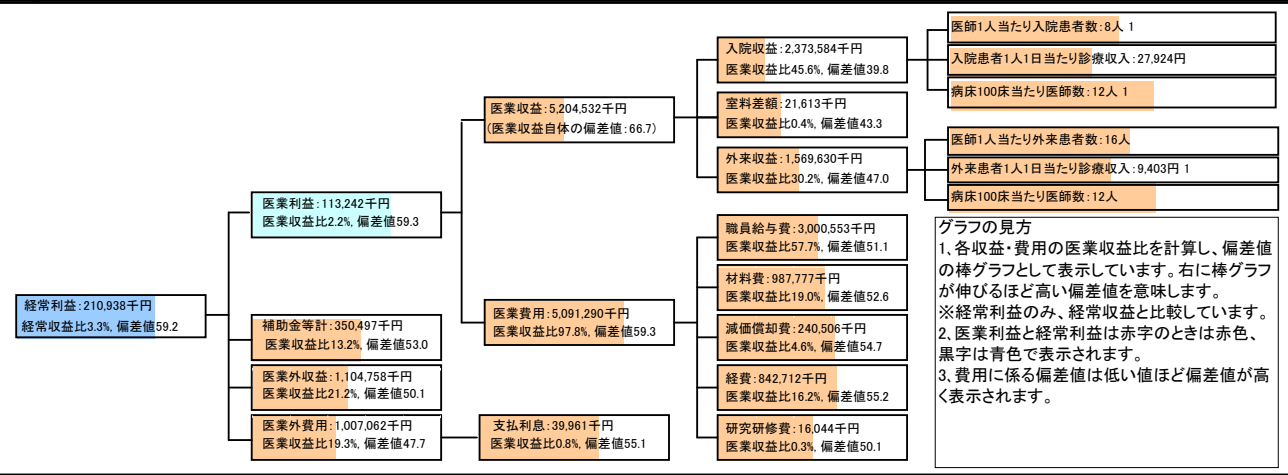 経常利益:210,938千円
経常収益比3.3%, 偏差値59.2
医業利益:113,242千円
医業収益比2.2%, 偏差値59.3
補助金等計:350,497千円
医業収益比13.2%, 偏差値53.0
医業外収益:1,104,758千円
医業収益比21.2%, 偏差値50.1
医業外費用:1,007,062千円
医業収益比19.3%, 偏差値47.7
医業収益:5,204,532千円
(医業収益自体の偏差値:66.7)
医業費用:5,091,290千円
医業収益比97.8%, 偏差値59.3
支払利息:39,961千円
医業収益比0.8%, 偏差値55.1
入院収益:2,373,584千円
医業収益比45.6%, 偏差値39.8
室料差額:21,613千円
医業収益比0.4%, 偏差値43.3
外来収益:1,569,630千円
医業収益比30.2%, 偏差値47.0
職員給与費:3,000,553千円
医業収益比57.7%, 偏差値51.1
材料費:987,777千円
医業収益比19.0%, 偏差値52.6
減価償却費:240,506千円
医業収益比4.6%, 偏差値54.7
経費:842,712千円
医業収益比16.2%, 偏差値55.2
研究研修費:16,044千円
医業収益比0.3%, 偏差値50.1
医師1人当たり入院患者数:8人 1
入院患者1人1日当たり診療収入:27,924円
病床100床当たり医師数:12人 1
医師1人当たり外来患者数:16人
外来患者1人1日当たり診療収入:9,403円 1
病床100床当たり医師数:12人
グラフの見方
1、各収益・費用の医業収益比を計算し、偏差値
の棒グラフとして表示しています。右に棒グラフ
が伸びるほど高い偏差値を意味します。
※経常利益のみ、経常収益と比較しています。
2、医業利益と経常利益は赤字のときは赤色、
黒字は青色で表示されます。
3、費用に係る偏差値は低い値ほど偏差値が高
く表示されます。